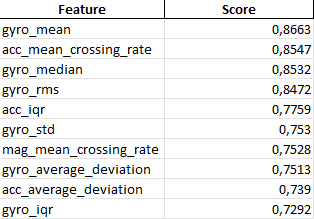 Feature Score
gyro_mean 0,8663
acc_mean_crossing_rate 0,8547
gyro_median 0,8532
gyro_rms 0,8472
acc_iqr 0,7759
gyro_std 0,753
mag_mean_crossing_rate 0,7528
gyro_average_deviation 0,7513
acc_average_deviation 0,739
gyro_iqr 0,7292